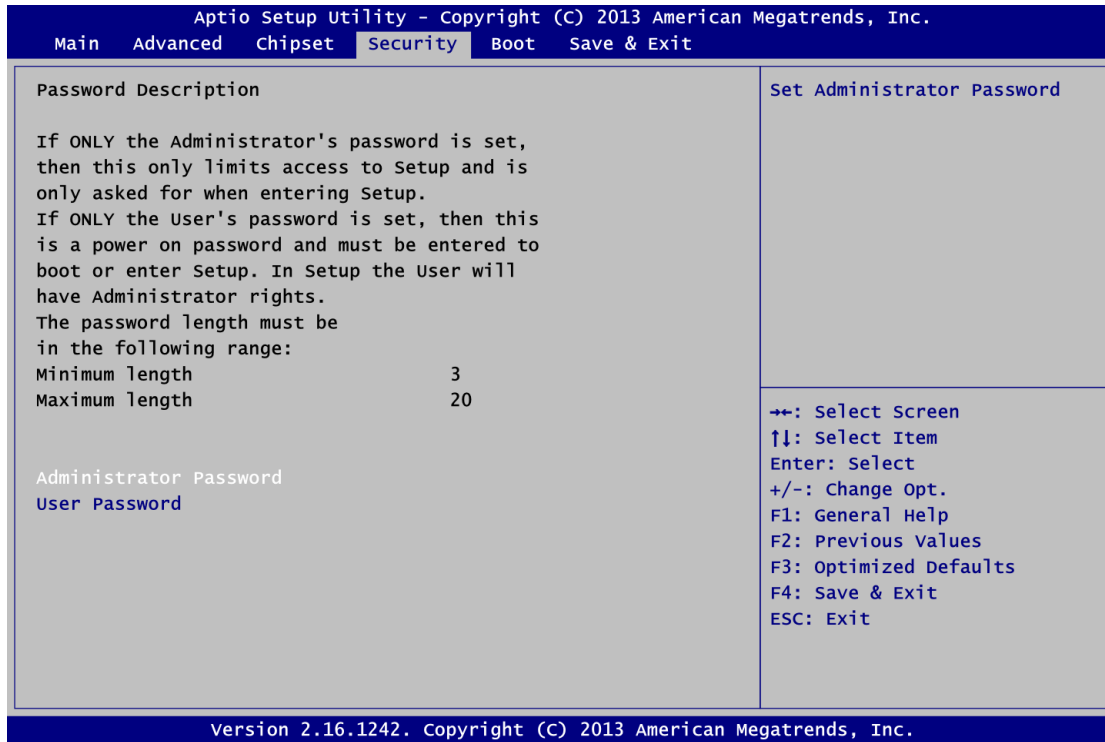 Aptio Setup Utility - Copyright (C) 2013 American Megatrends, Inc.
Main Advanced Chipset Security Boot Save & Exit
Password Description
If ONLY the Administrator's password is set,
then this only limits access to Setup and is
only asked for when entering Setup.
If ONLY the User's password is set, then this
is a power on password and must be entered to
boot or enter Setup. In Setup the User will
have Administrator rights.
The password length must be
in the following range:
Minimum length 3
Maximum length 20
Administrator Password
User Password
Set Administrator Password
→←: Select Screen
↑↓: Select Item
Enter: Select
+/-: Change Opt.
F1: General Help
F2: Previous Values
F3: Optimized Defaults
F4: Save & Exit
ESC: Exit
Version 2.16.1242. Copyright (C) 2013 American Megatrends, Inc.